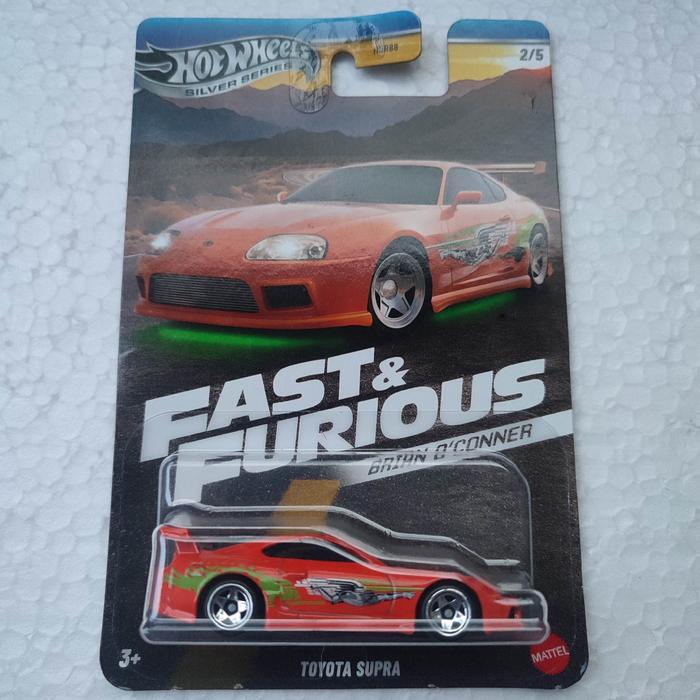 HOT WHEELS
SILVER SERIES
2/5
FAST &
FURIOUS
BRIAN O'CONNER
3+
TOYOTA SUPRA
MATTEL